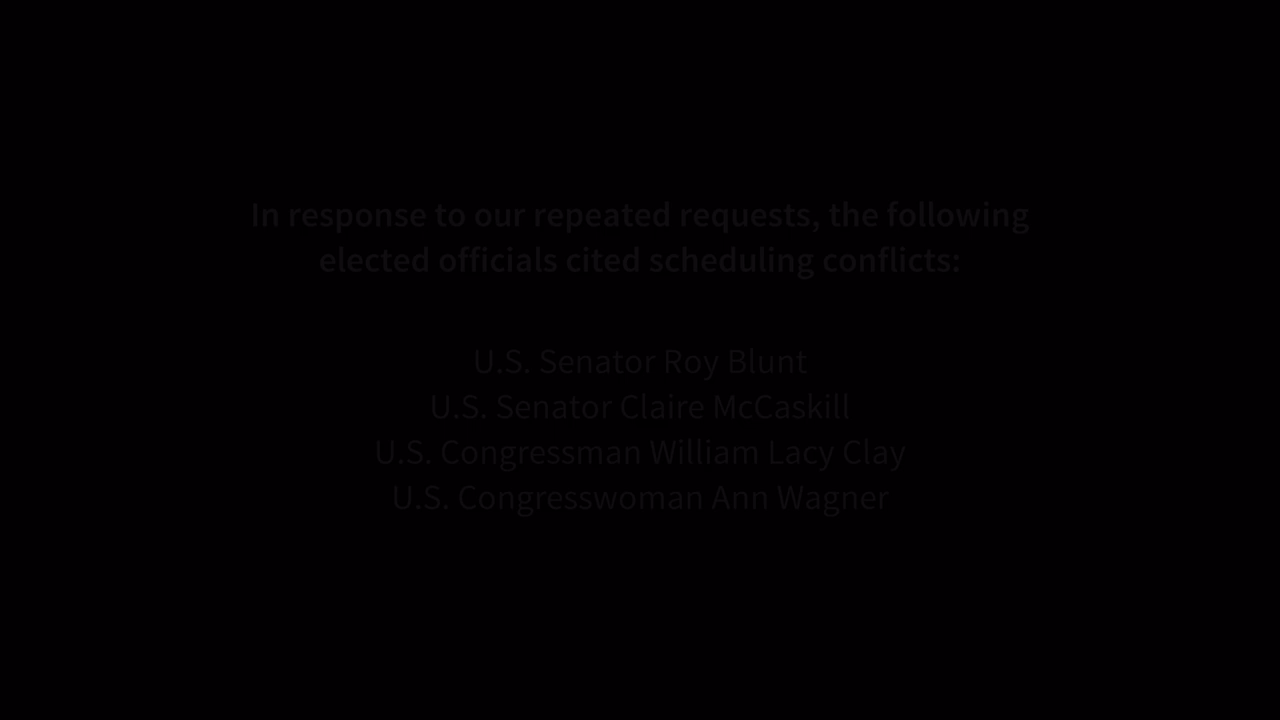 In response to our repeated requests, the following
elected officials cited scheduling conflicts:
U.S. Senator Roy Blunt
U.S. Senator Claire McCaskill
U.S. Congressman William Lacy Clay
U.S. Congresswoman Ann Wagner